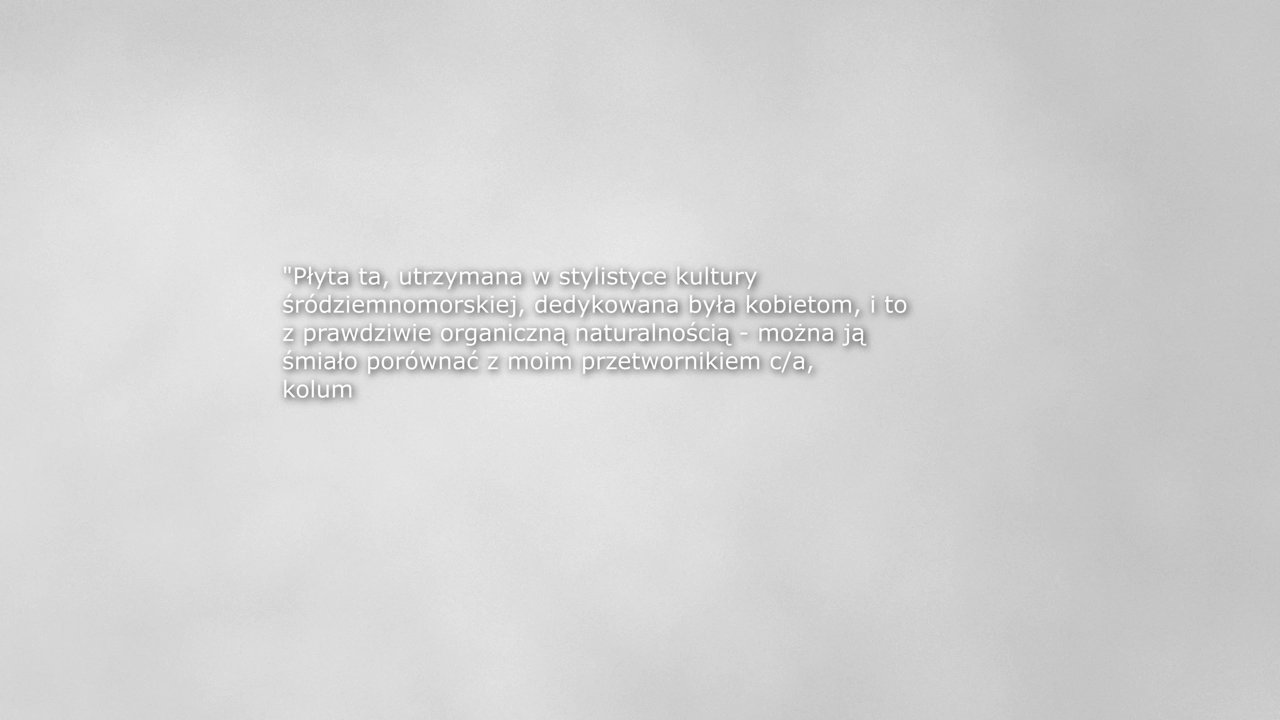 "Płyta ta, utrzymana w stylistyce kultury
śródziemnomorskiej, dedykowana była kobietom, i to
z prawdziwie organiczną naturalnością - można ją
śmiało porównać z moim przetwornikiem c/a,
kolum